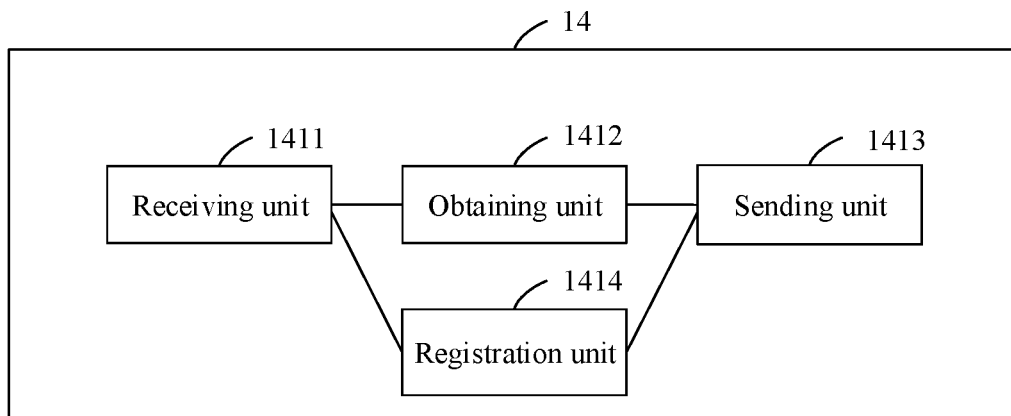 14
1411
1412
1413
Receiving unit
Obtaining unit
Sending unit
1414
Registration unit